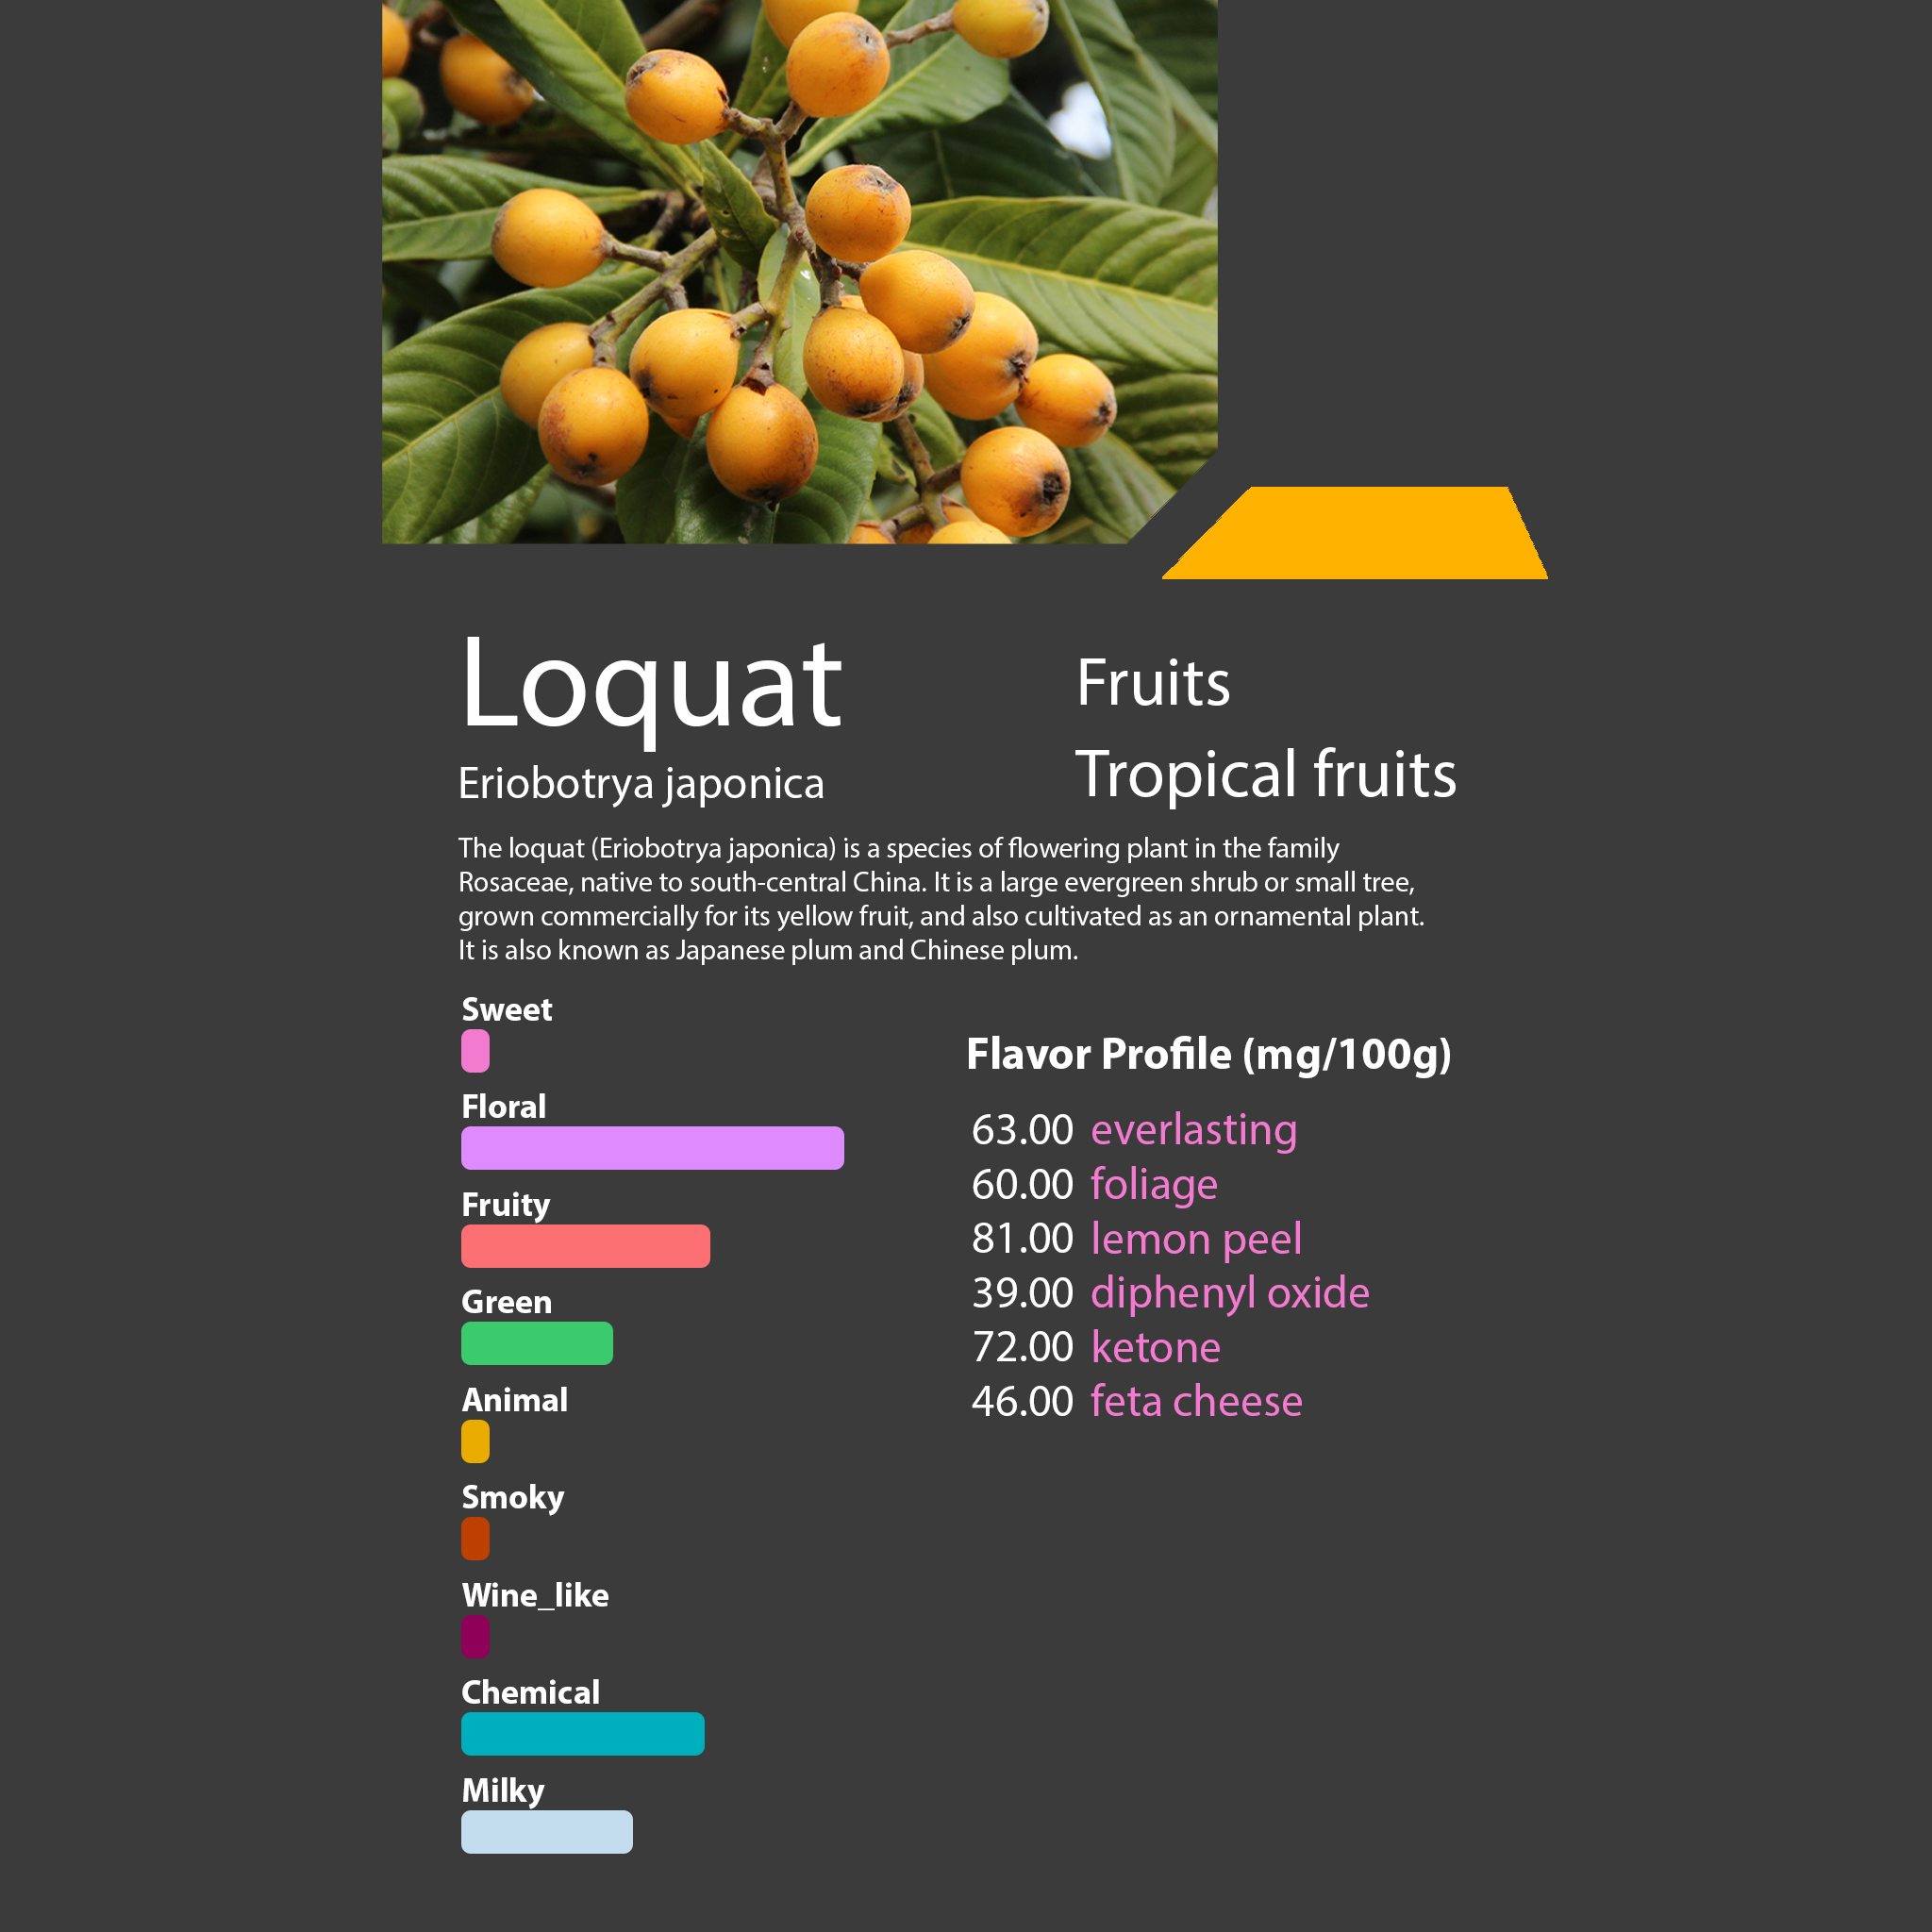 Loquat
Eriobotrya japonica
Fruits
Tropical fruits
The loquat (Eriobotrya japonica) is a species of flowering plant in the family
Rosaceae, native to south-central China. It is a large evergreen shrub or small tree,
grown commercially for its yellow fruit, and also cultivated as an ornamental plant.
It is also known as Japanese plum and Chinese plum.
Sweet
Floral
Fruity
Green
Animal
Smoky
Wine_like
Chemical
Milky
Flavor Profile (mg/100g)
63.00 everlasting
60.00 foliage
81.00 lemon peel
39.00 diphenyl oxide
72.00 ketone
46.00 feta cheese